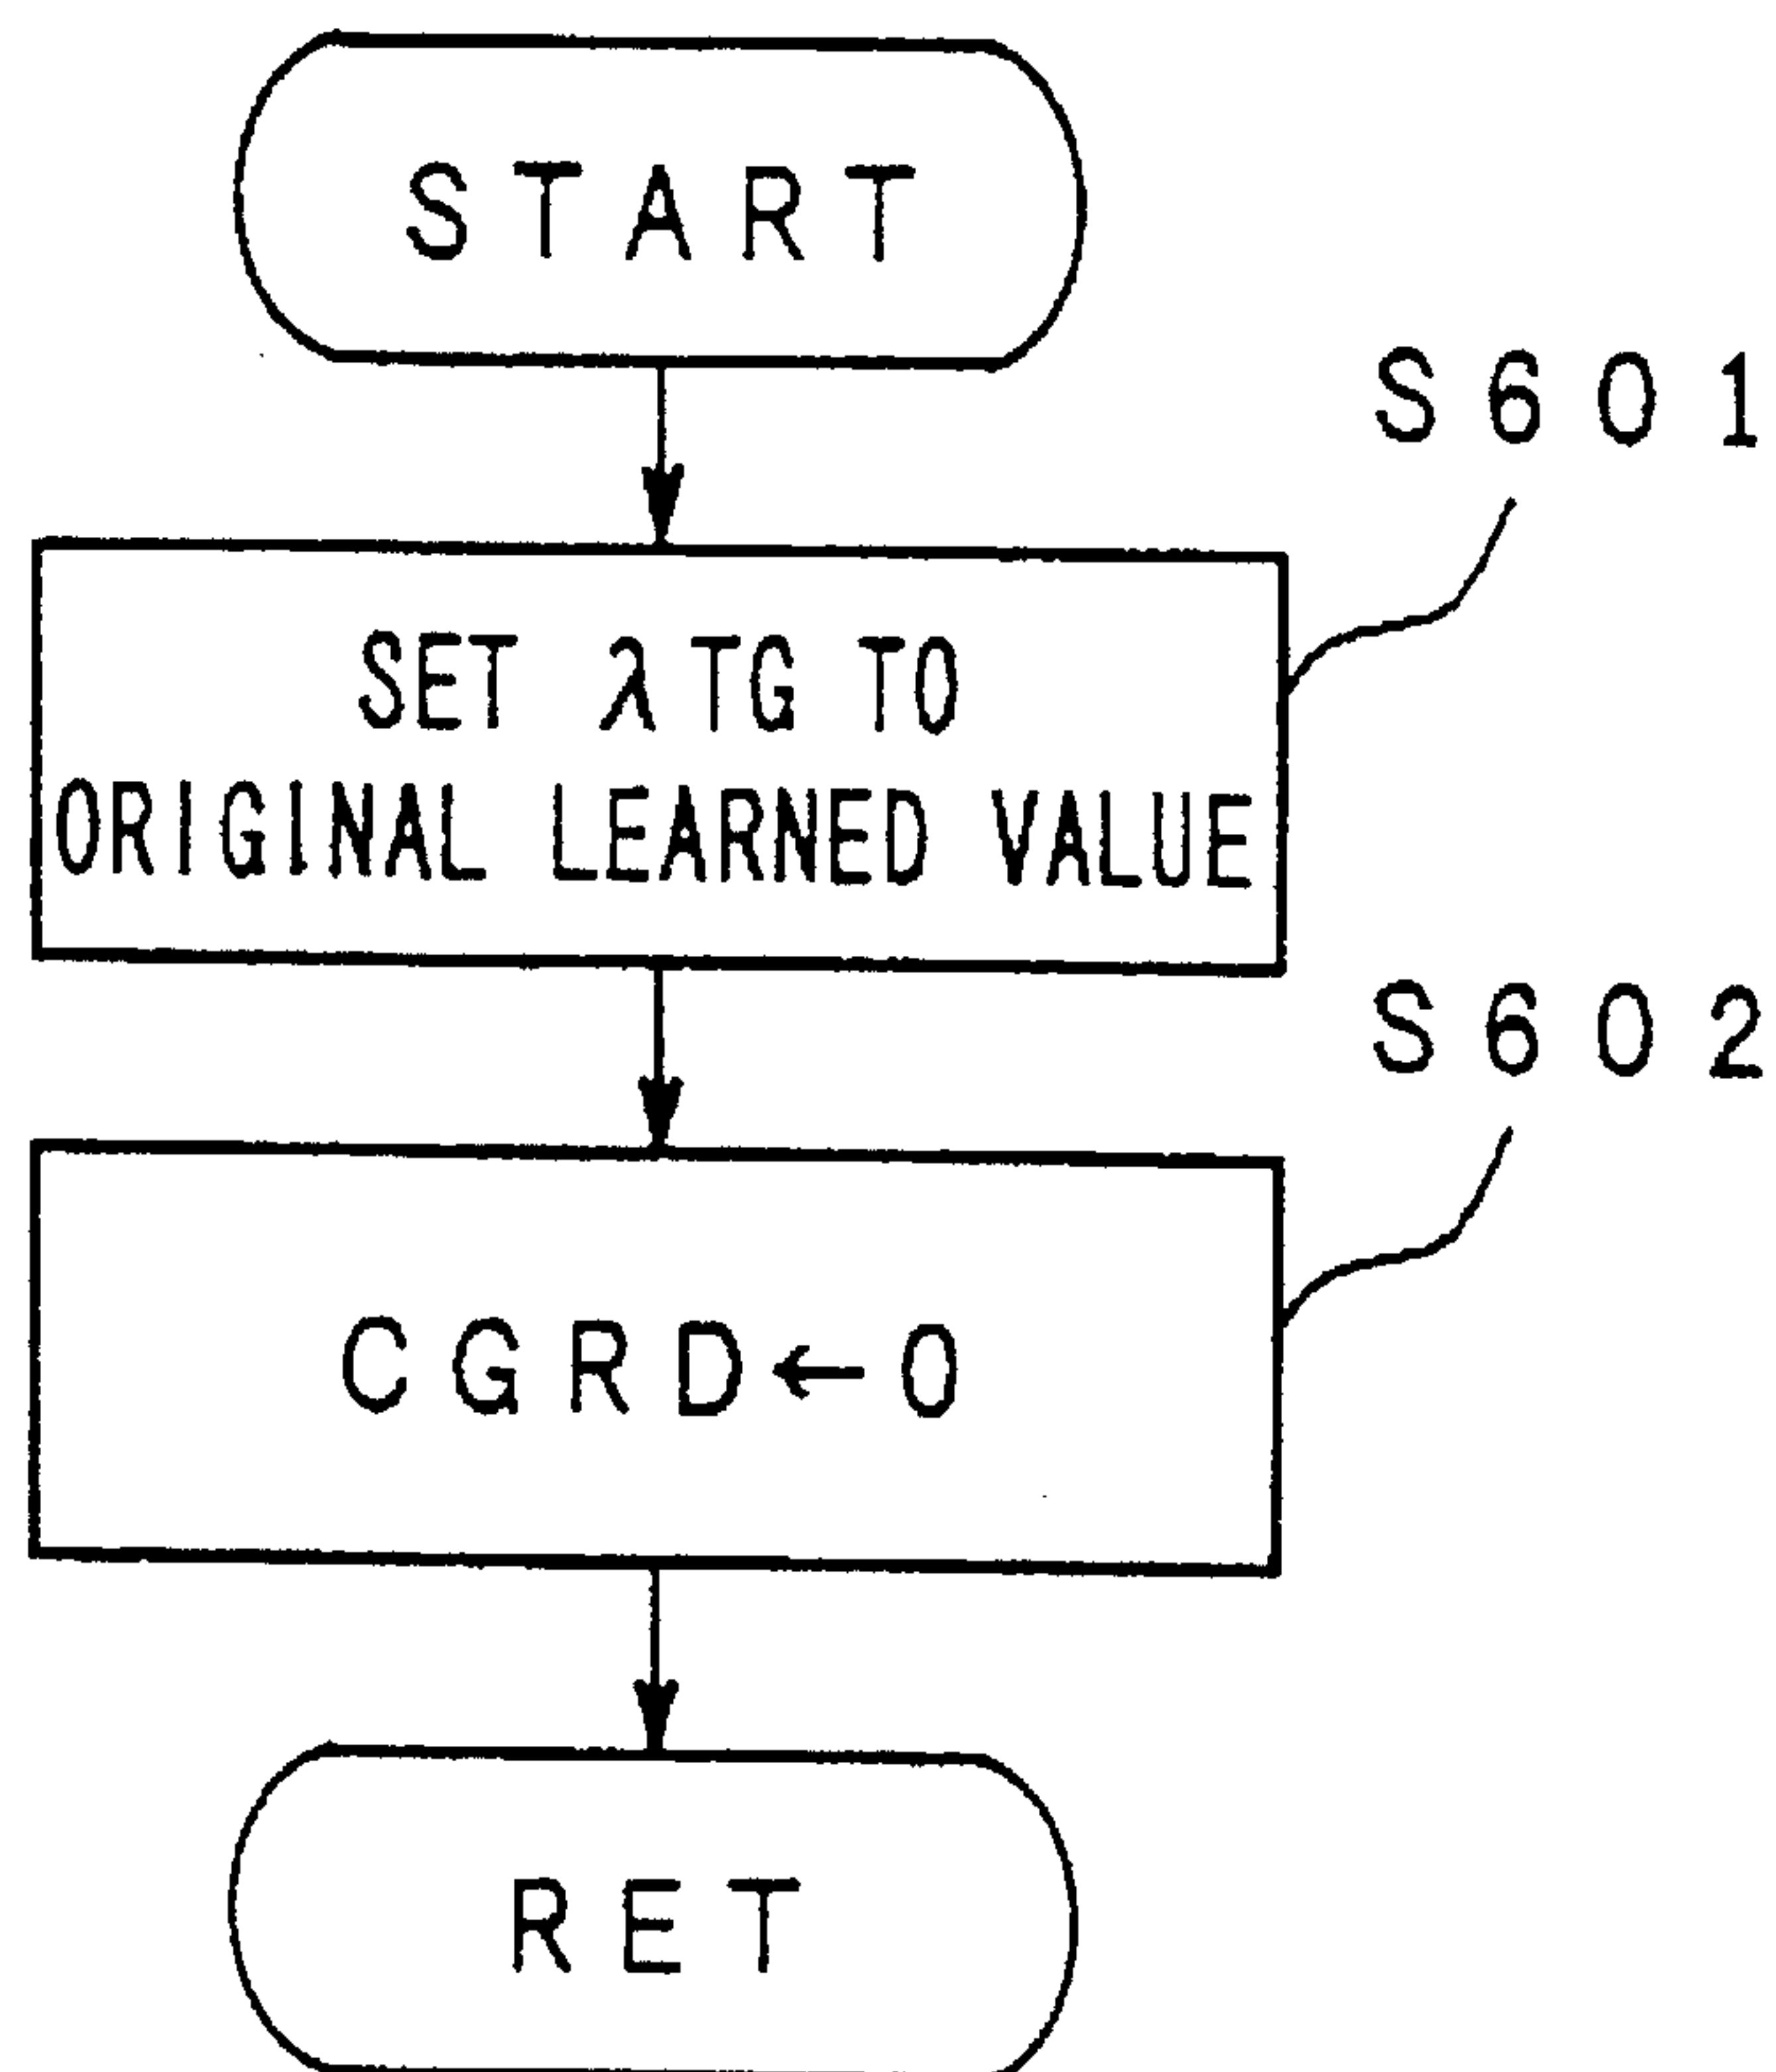 START
S601
SET λTG TO
ORIGINAL LEARNED VALUE
S602
CGRD←0
RET